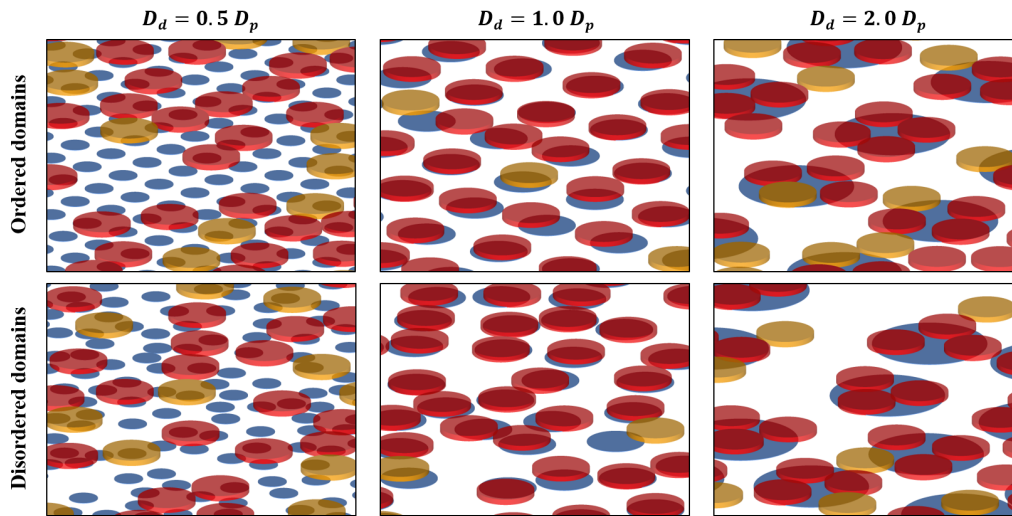 D_d = 0.5 D_p
D_d = 1.0 D_p
D_d = 2.0 D_p
Ordered domains
Disordered domains